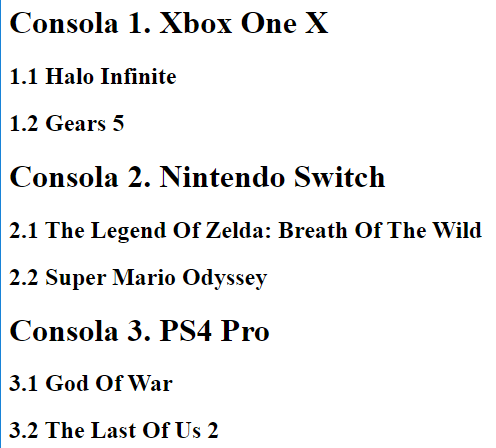 Consola 1. Xbox One X
1.1 Halo Infinite
1.2 Gears 5
Consola 2. Nintendo Switch
2.1 The Legend Of Zelda: Breath Of The Wild
2.2 Super Mario Odyssey
Consola 3. PS4 Pro
3.1 God Of War
3.2 The Last Of Us 2